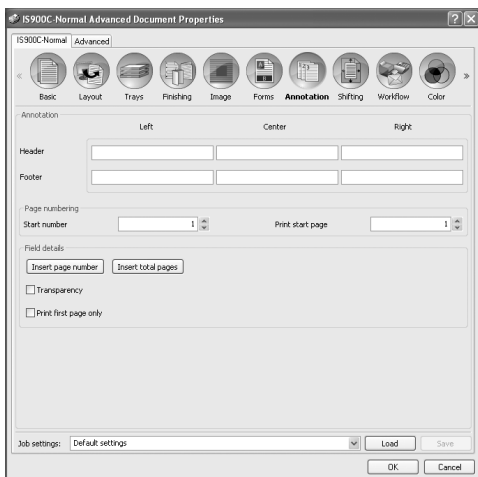 IS900C-Normal Advanced Document Properties
IS900C-Normal Advanced
Basic Layout Trays Finishing Image Forms Annotation Shifting Workflow Color
Annotation
Left Center Right
Header
Footer
Page numbering
Start number 1 Print start page 1
Field details
Insert page number Insert total pages
Transparency
Print first page only
Job settings: Default settings Load Save
OK Cancel